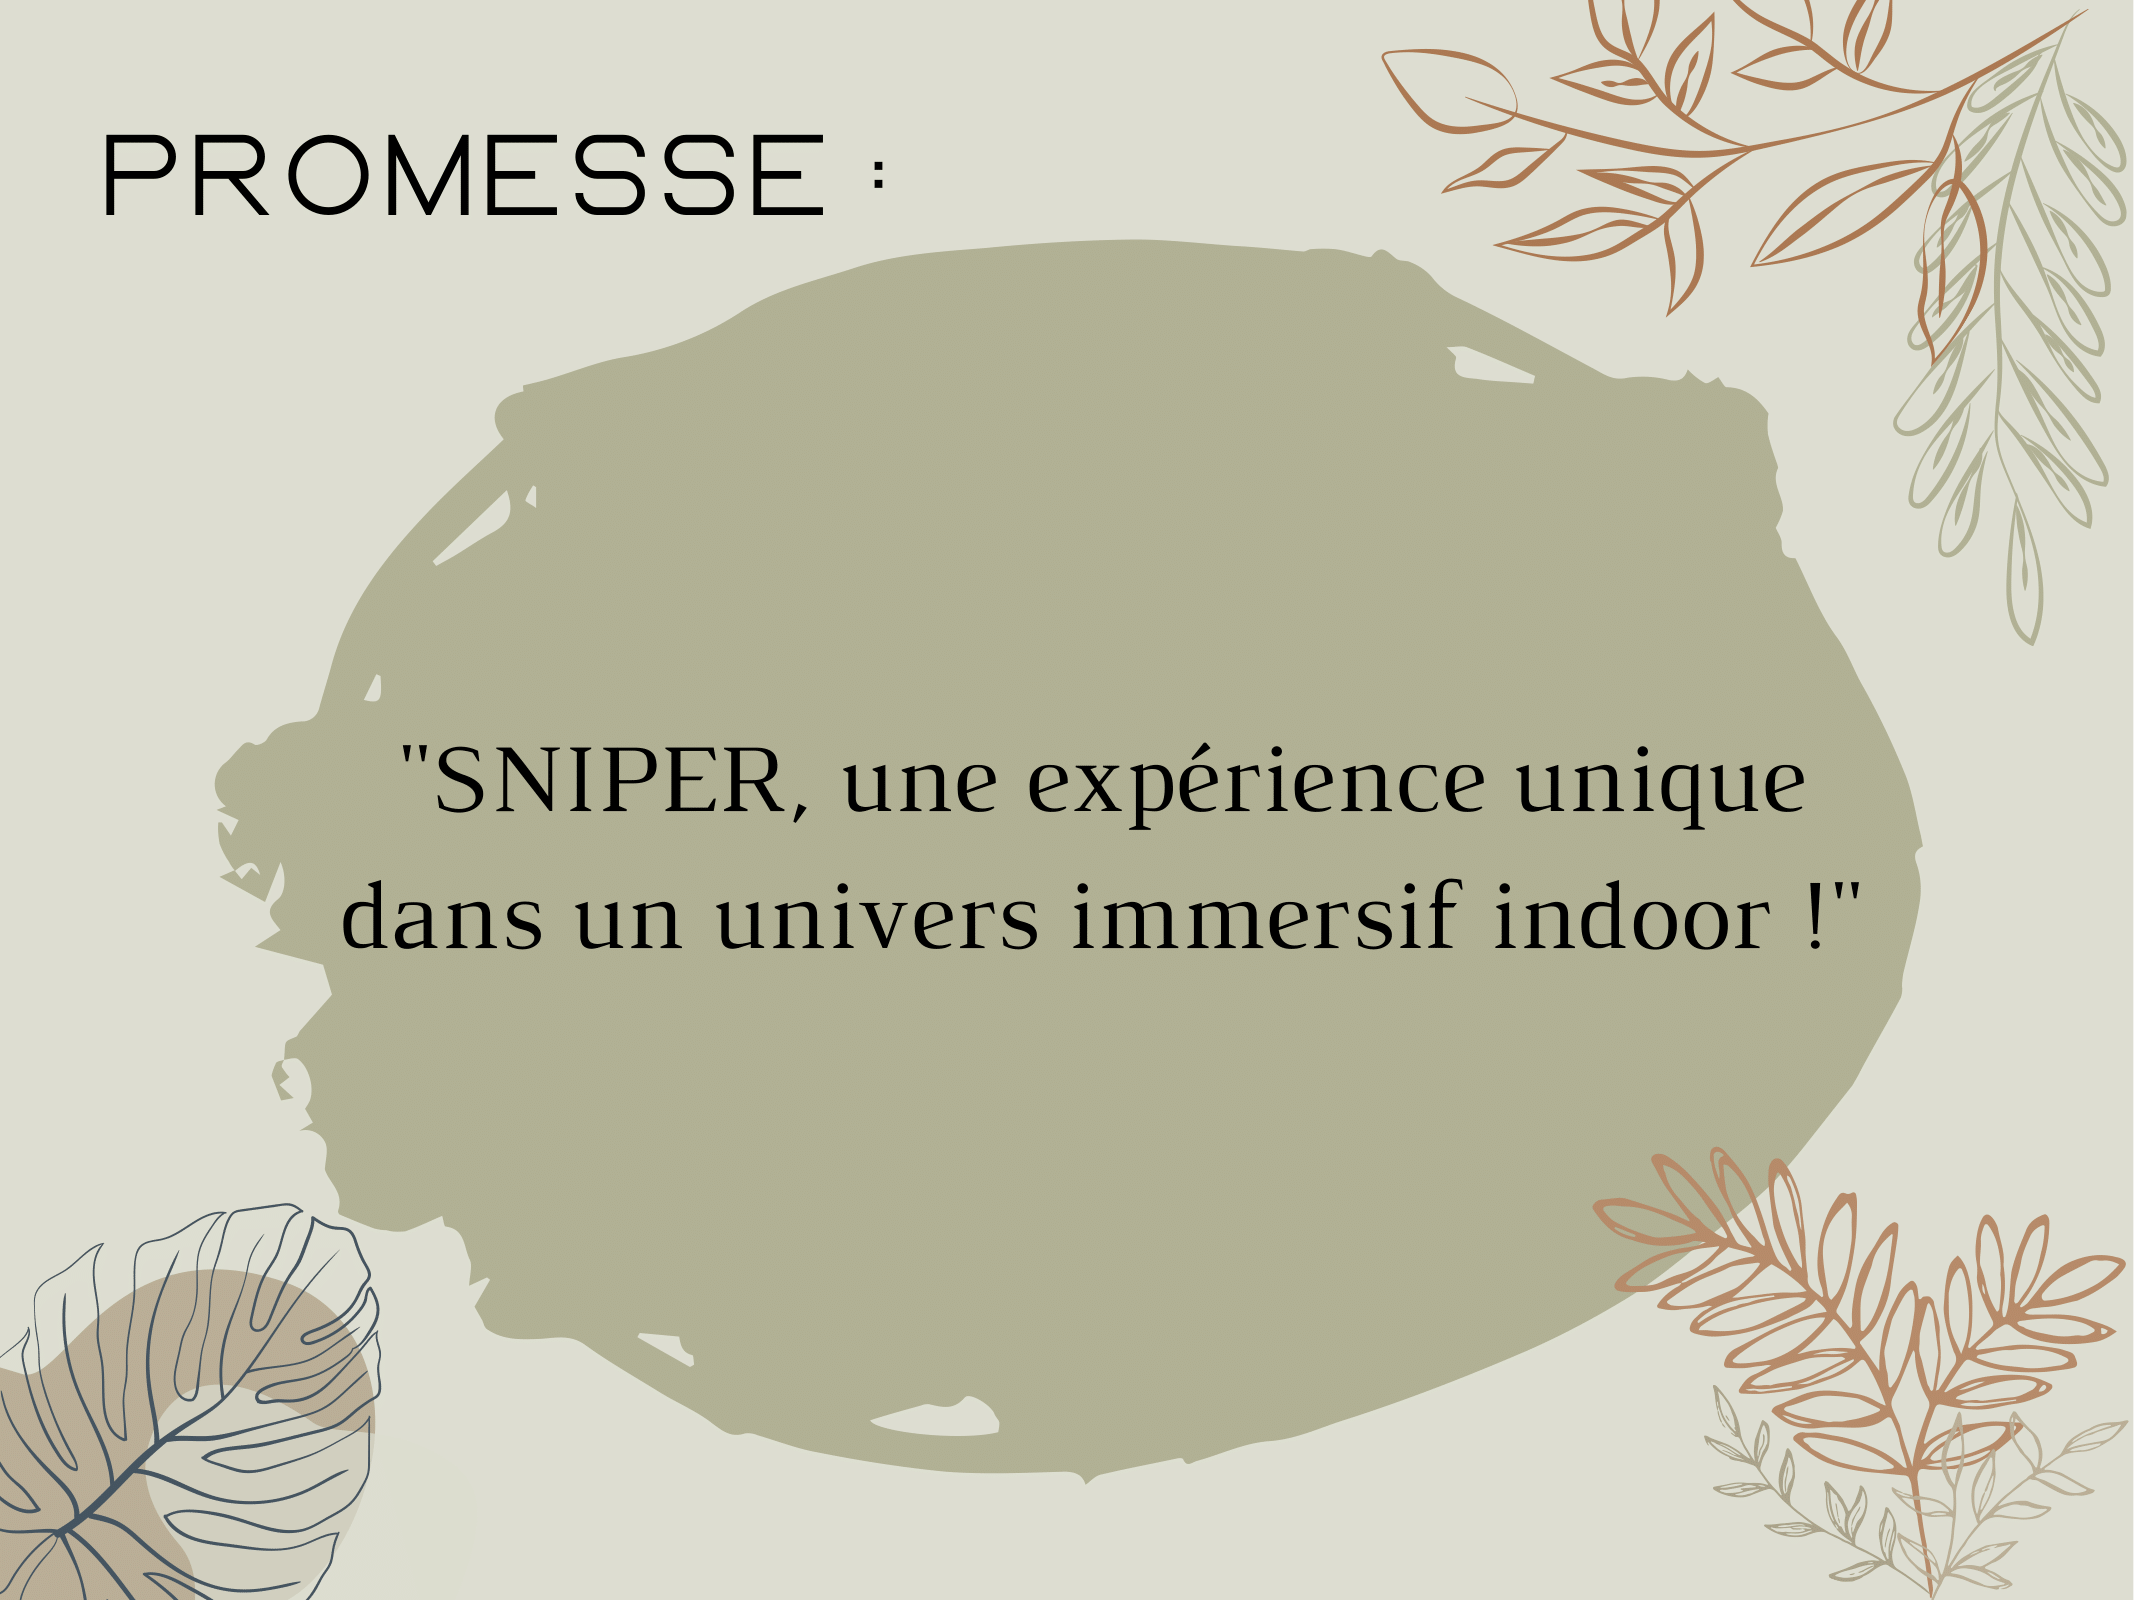 PROMESSE :
"SNIPER, une expérience unique
dans un univers immersif indoor !"